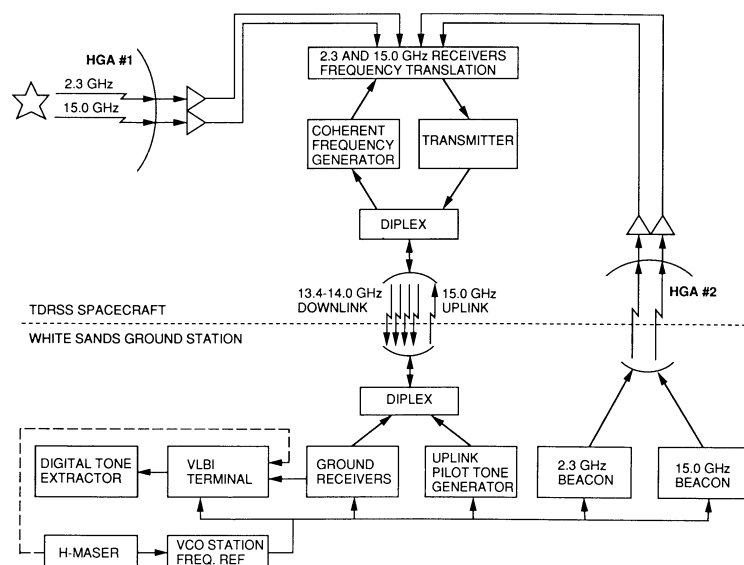 HGA #1
2.3 GHz
15.0 GHz
2.3 AND 15.0 GHz RECEIVERS
FREQUENCY TRANSLATION
COHERENT
FREQUENCY
GENERATOR
TRANSMITTER
DIPLEX
13.4-14.0 GHz
DOWNLINK
15.0 GHz
UPLINK
HGA #2
TDRSS SPACECRAFT
WHITE SANDS GROUND STATION
DIPLEX
DIGITAL TONE
EXTRACTOR
VLBI
TERMINAL
GROUND
RECEIVERS
UPLINK
PILOT TONE
GENERATOR
2.3 GHz
BEACON
15.0 GHz
BEACON
H-MASER
VCO STATION
FREQ. REF